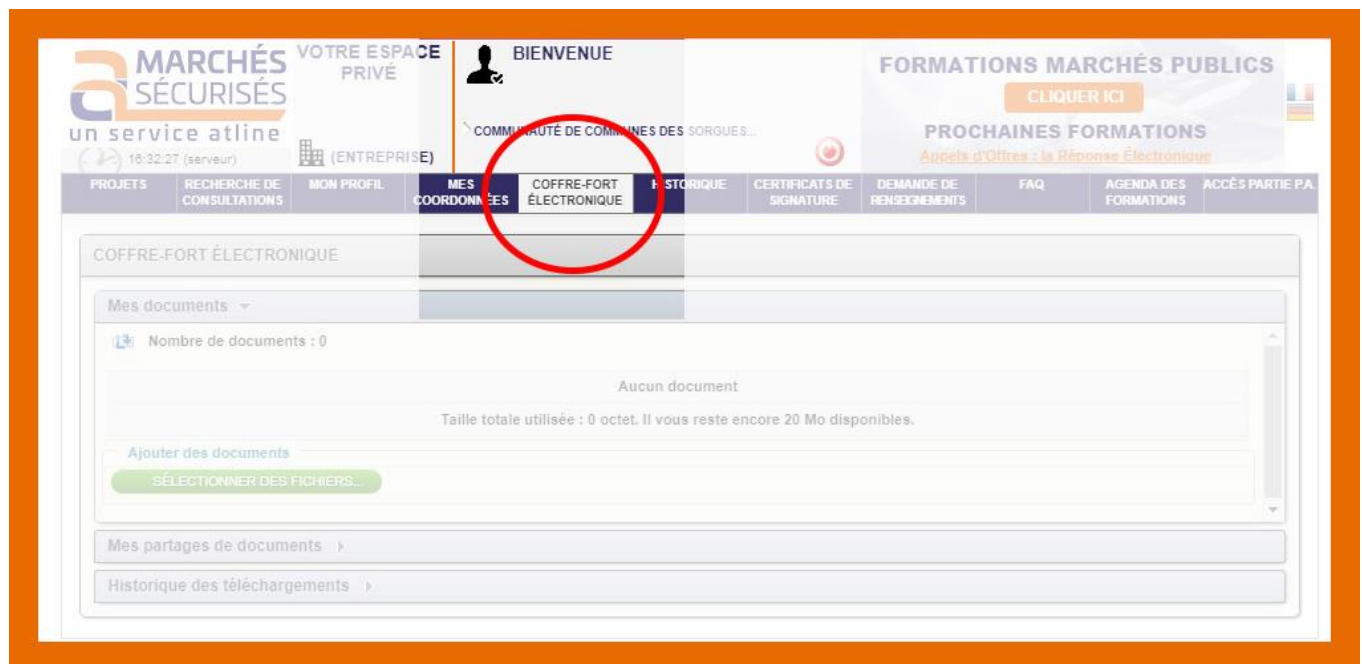 MARCHÉS
SÉCURISÉS
un service atline
16:32:27 (serveur)
VOTRE ESPACE
PRIVÉ
(ENTREPRISE)
BIENVENUE
COMMUNAUTÉ DE COMMUNES DES SORGUES...
FORMATIONS MARCHÉS PUBLICS
CLIQUER ICI
PROCHAINES FORMATIONS
Appels d'Offres : la Réponse Électronique
PROJETS
RECHERCHE DE
CONSULTATIONS
MON PROFIL
MES
COORDONNÉES
COFFRE-FORT
ÉLECTRONIQUE
HISTORIQUE
CERTIFICATS DE
SIGNATURE
DEMANDE DE
RENSEIGNEMENTS
FAQ
AGENDA DES
FORMATIONS
ACCÈS PARTIE P.A.
COFFRE-FORT ÉLECTRONIQUE
Mes documents
Nombre de documents : 0
Aucun document
Taille totale utilisée : 0 octet. Il vous reste encore 20 Mo disponibles.
Ajouter des documents
SÉLECTIONNER DES FICHIERS...
Mes partages de documents
Historique des téléchargements